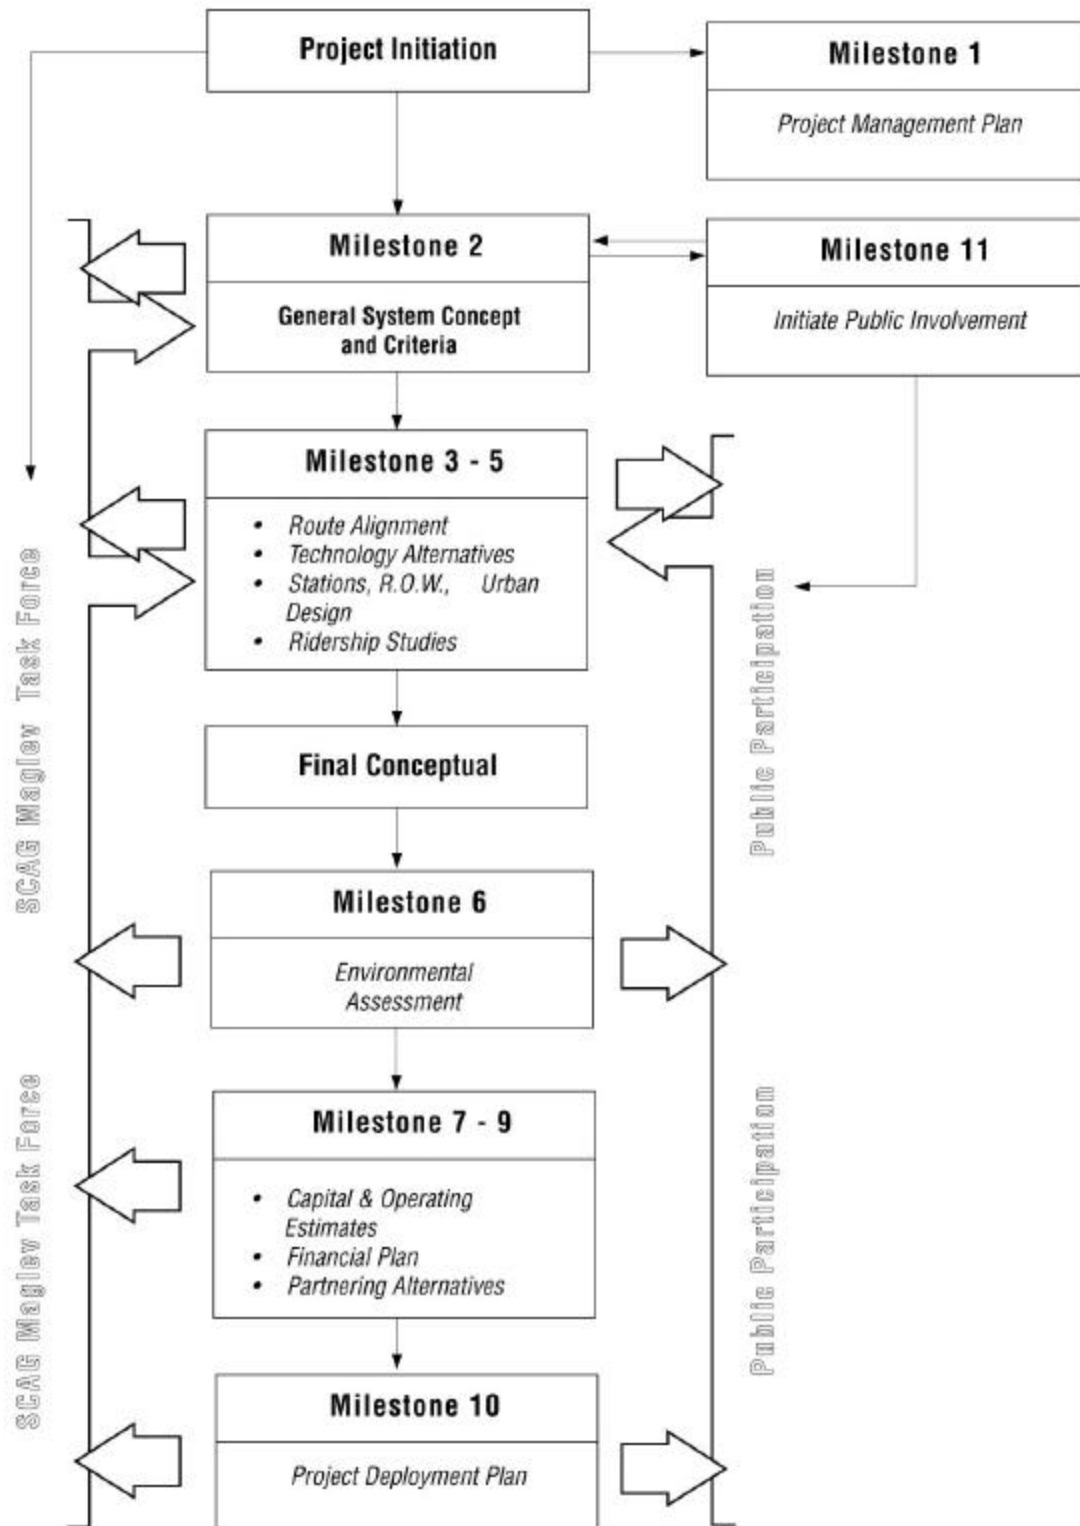 Project Initiation
Milestone 1
Project Management Plan
Milestone 2
General System Concept
and Criteria
Milestone 11
Initiate Public Involvement
Milestone 3 - 5
• Route Alignment
• Technology Alternatives
• Stations, R.O.W., Urban
Design
• Ridership Studies
SCAG Maglev Task Force
Public Participation
Final Conceptual
Milestone 6
Environmental
Assessment
Milestone 7 - 9
• Capital & Operating
Estimates
• Financial Plan
• Partnering Alternatives
SCAG Maglev Task Force
Public Participation
Milestone 10
Project Deployment Plan